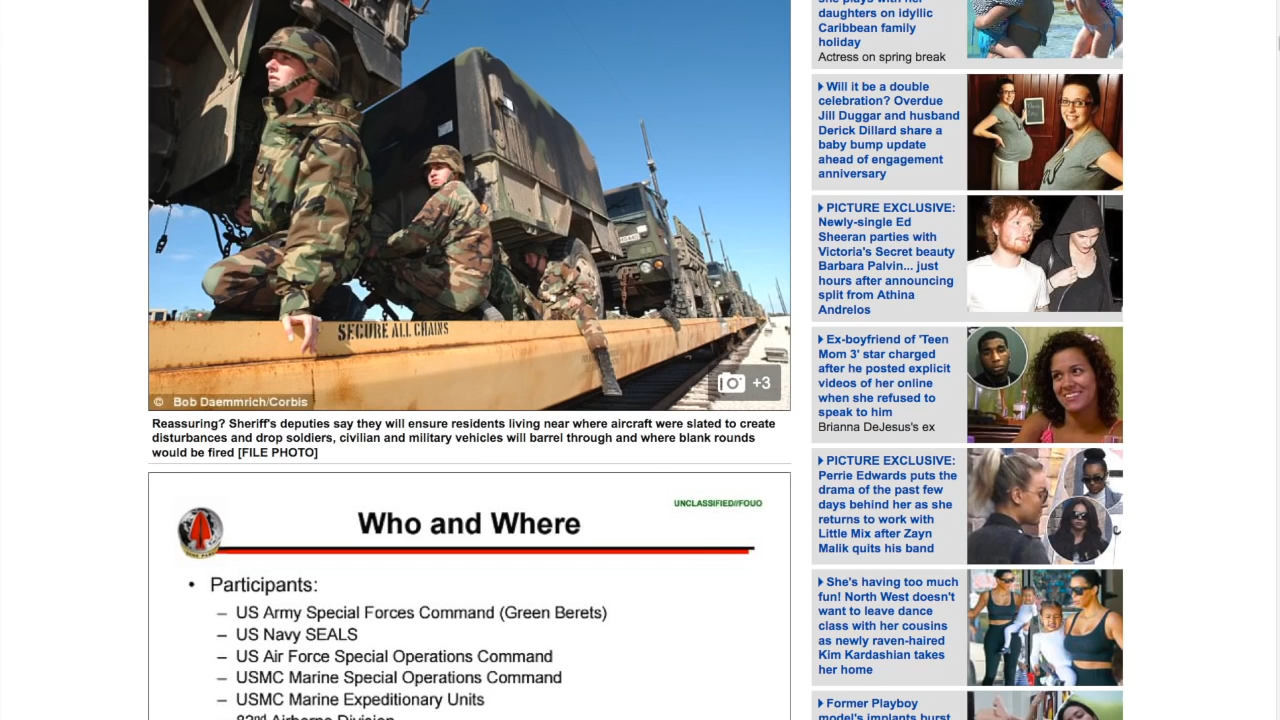 SECURE ALL CHAINS
+3
© Bob Daemmrich/Corbis
Reassuring? Sheriff's deputies say they will ensure residents living near where aircraft were slated to create
disturbances and drop soldiers, civilian and military vehicles will barrel through and where blank rounds
would be fired [FILE PHOTO]
UNCLASSIFIED//FOUO
Who and Where
• Participants:
– US Army Special Forces Command (Green Berets)
– US Navy SEALS
– US Air Force Special Operations Command
– USMC Marine Special Operations Command
– USMC Marine Expeditionary Units
– 82nd Airborne Division
she plays with her
daughters on idyllic
Caribbean family
holiday
Actress on spring break
Will it be a double
celebration? Overdue
Jill Duggar and husband
Derick Dillard share a
baby bump update
ahead of engagement
anniversary
PICTURE EXCLUSIVE:
Newly-single Ed
Sheeran parties with
Victoria's Secret beauty
Barbara Palvin... just
hours after announcing
split from Athina
Andrelos
Ex-boyfriend of 'Teen
Mom 3' star charged
after he posted explicit
videos of her online
when she refused to
speak to him
Brianna DeJesus's ex
PICTURE EXCLUSIVE:
Perrie Edwards puts the
drama of the past few
days behind her as she
returns to work with
Little Mix after Zayn
Malik quits his band
She's having too much
fun! North West doesn't
want to leave dance
class with her cousins
as newly raven-haired
Kim Kardashian takes
her home
Former Playboy
model's implants burst